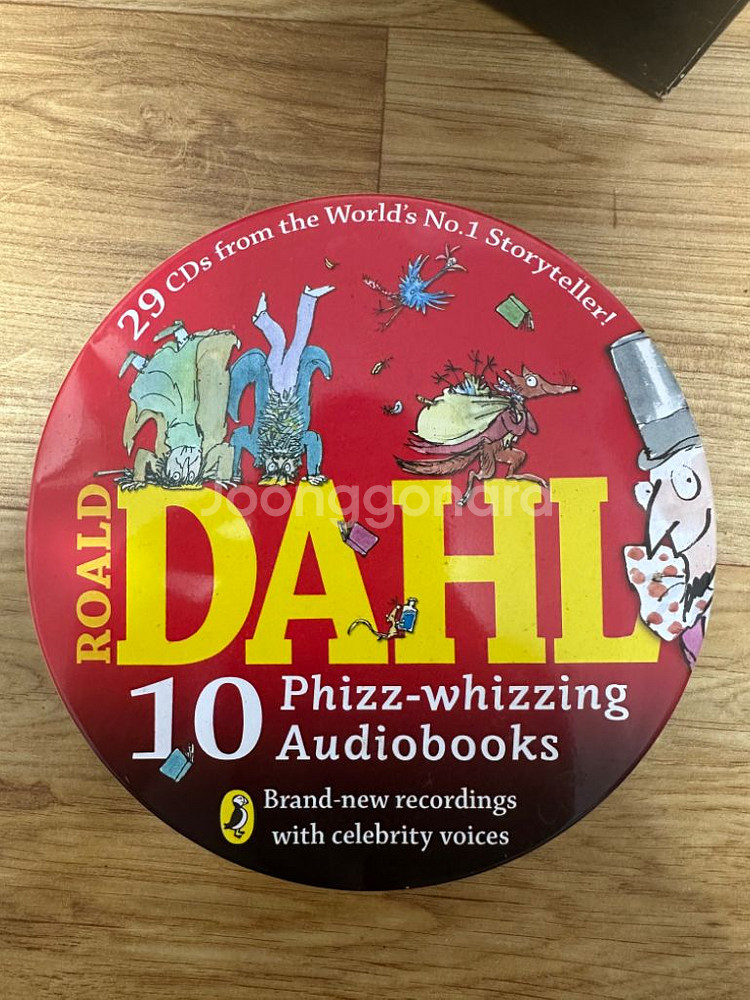 29 CDs from the World's No.1 Storyteller!
ROALD
DAHL
Joonggonara
10 Phizz-whizzing
Audiobooks
Brand-new recordings
with celebrity voices